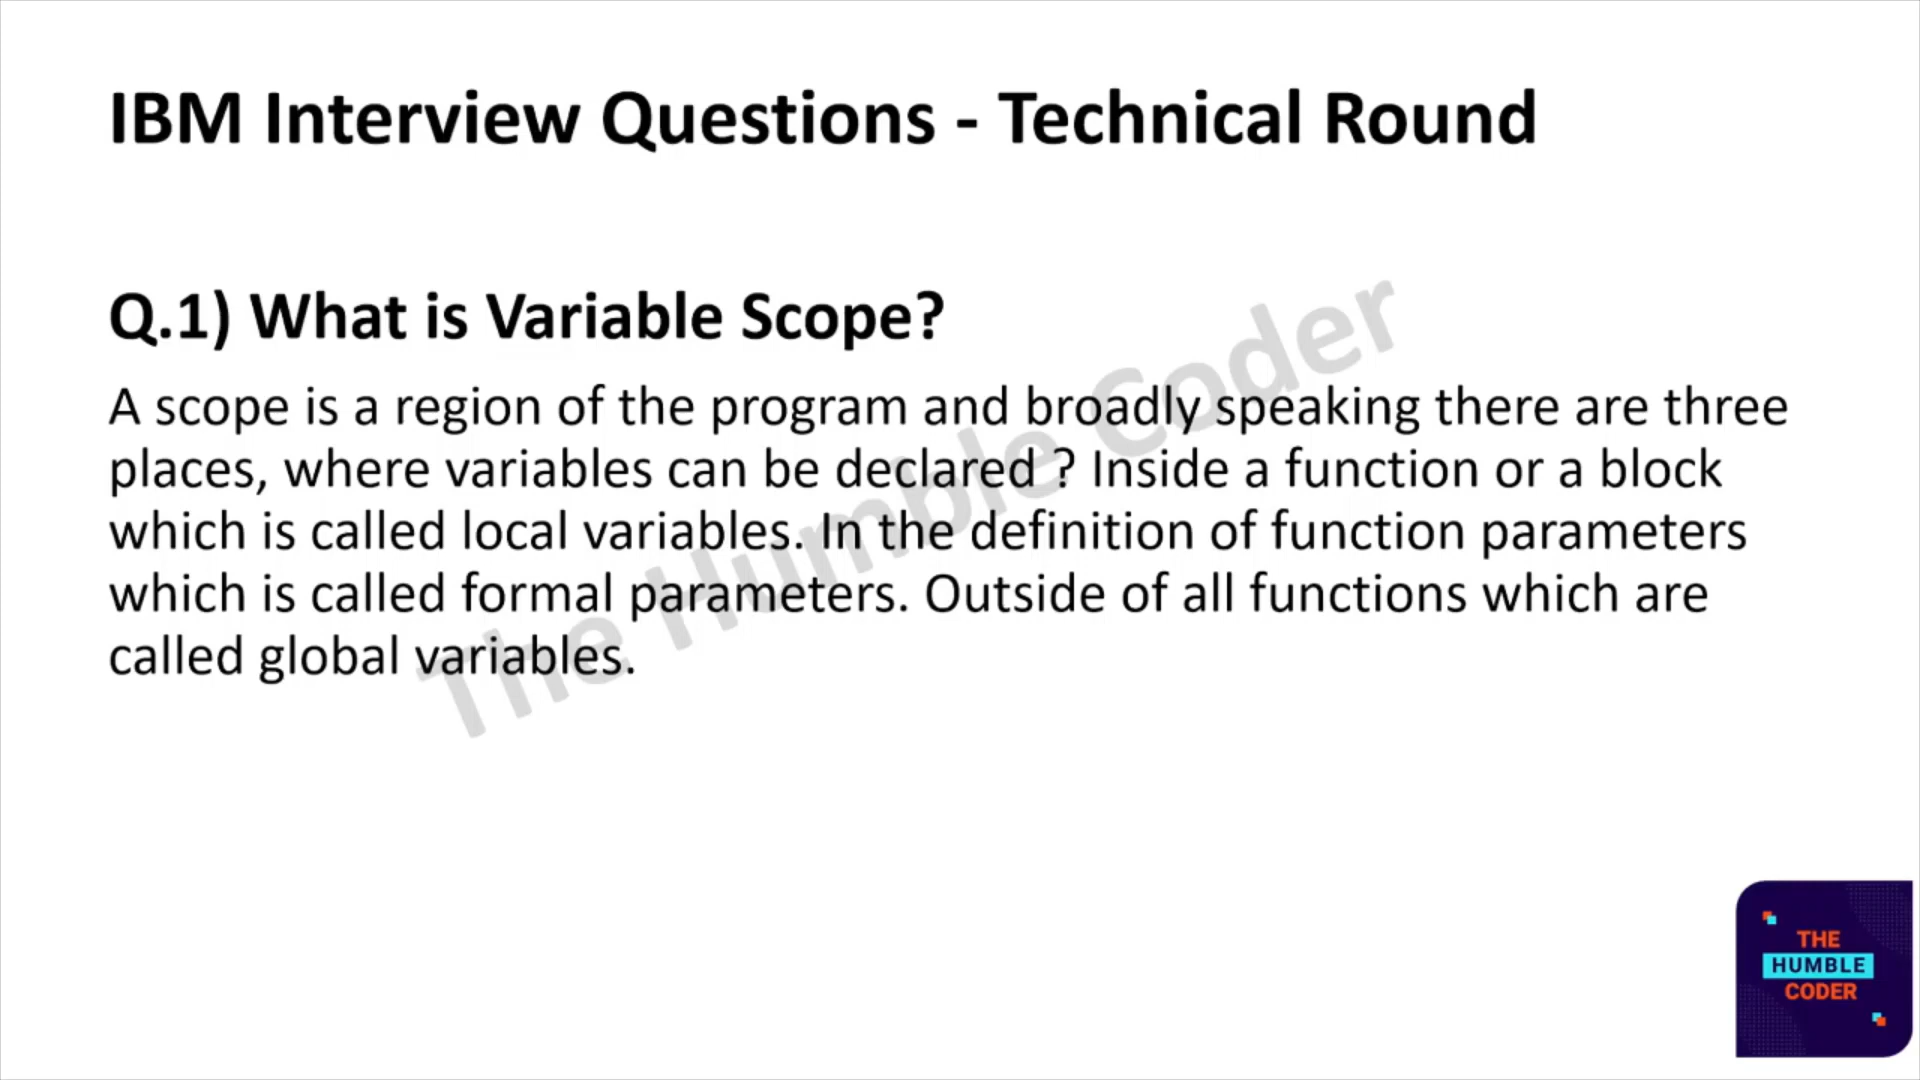 IBM Interview Questions - Technical Round
Q.1) What is Variable Scope?
A scope is a region of the program and broadly speaking there are three
places, where variables can be declared ? Inside a function or a block
which is called local variables. In the definition of function parameters
which is called formal parameters. Outside of all functions which are
called global variables.
The Humble Coder
THE
HUMBLE
CODER